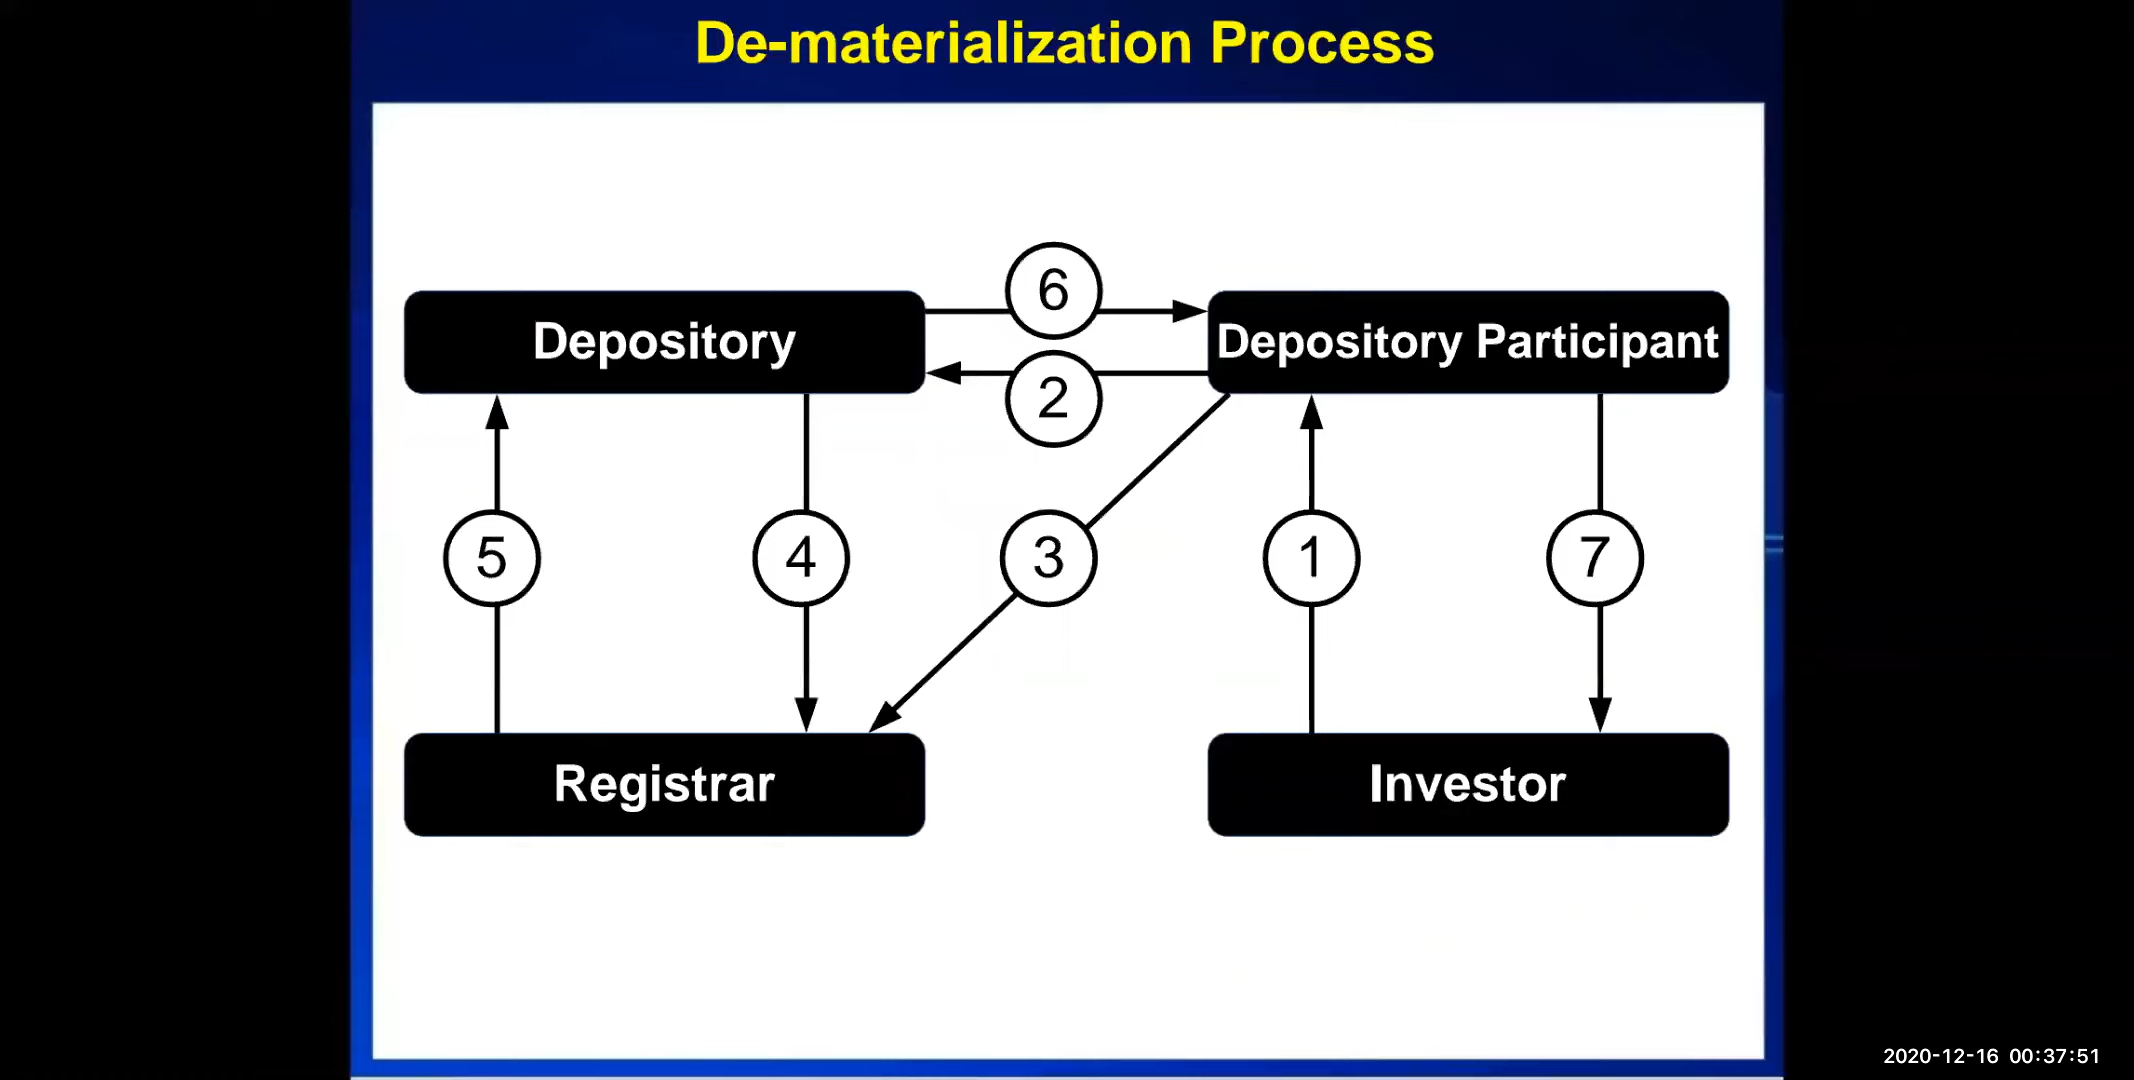 De-materialization Process
6
Depository
Depository Participant
2
5
4
3
1
7
Registrar
Investor
2020-12-16 00:37:51